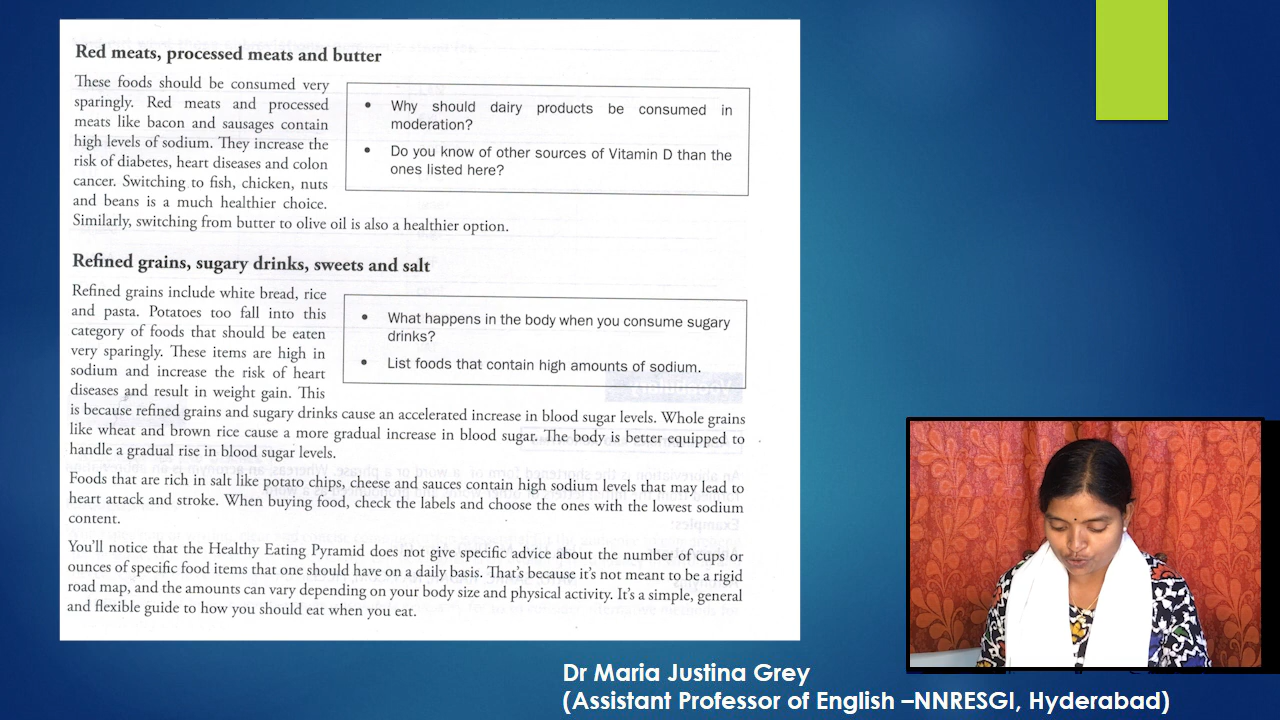 Red meats, processed meats and butter
These foods should be consumed very
sparingly. Red meats and processed
meats like bacon and sausages contain
high levels of sodium. They increase the
risk of diabetes, heart diseases and colon
cancer. Switching to fish, chicken, nuts
and beans is a much healthier choice.
Similarly, switching from butter to olive oil is also a healthier option.
• Why should dairy products be consumed in
moderation?
• Do you know of other sources of Vitamin D than the
ones listed here?
Refined grains, sugary drinks, sweets and salt
Refined grains include white bread, rice
and pasta. Potatoes too fall into this
category of foods that should be eaten
very sparingly. These items are high in
sodium and increase the risk of heart
diseases and result in weight gain. This
• What happens in the body when you consume sugary
drinks?
• List foods that contain high amounts of sodium.
is because refined grains and sugary drinks cause an accelerated increase in blood sugar levels. Whole grains
like wheat and brown rice cause a more gradual increase in blood sugar. The body is better equipped to
handle a gradual rise in blood sugar levels.
Foods that are rich in salt like potato chips, cheese and sauces contain high sodium levels that may lead to
heart attack and stroke. When buying food, check the labels and choose the ones with the lowest sodium
content.
You'll notice that the Healthy Eating Pyramid does not give specific advice about the number of cups or
ounces of specific food items that one should have on a daily basis. That's because it's not meant to be a rigid
road map, and the amounts can vary depending on your body size and physical activity. It's a simple, general
and flexible guide to how you should eat when you eat.
Dr Maria Justina Grey
(Assistant Professor of English –NNRESGI, Hyderabad)